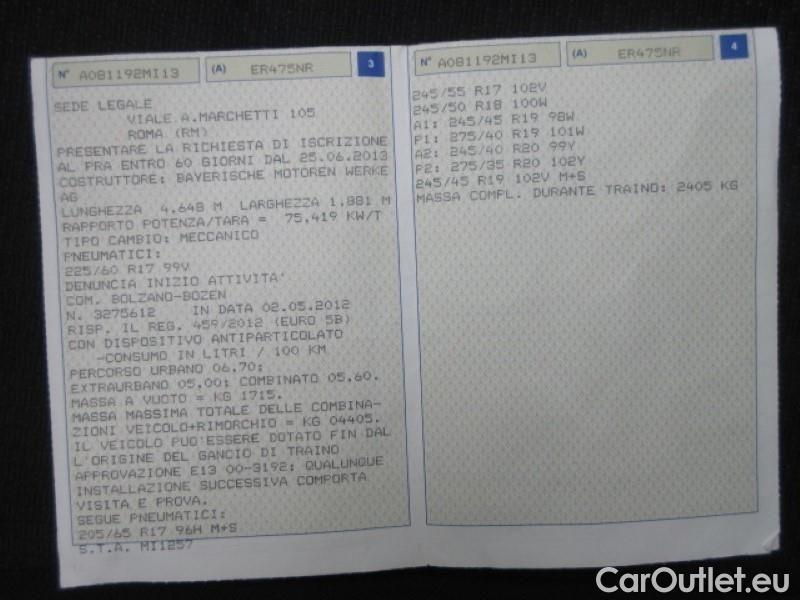 N° A081192MI13 (A) ER475NR 3
SEDE LEGALE
VIALE A.MARCHETTI 105
ROMA (RM)
PRESENTARE LA RICHIESTA DI ISCRIZIONE
AL PRA ENTRO 60 GIORNI DAL 25.06.2013
COSTRUTTORE: BAYERISCHE MOTOREN WERKE
AG
LUNGHEZZA 4.648 M LARGHEZZA 1.881 M
RAPPORTO POTENZA/TARA = 75,419 KW/T
TIPO CAMBIO: MECCANICO
PNEUMATICI:
225/60 R17 99V
DENUNCIA INIZIO ATTIVITA'
COM. BOLZANO-BOZEN
N. 3275612 IN DATA 02.05.2012
RISP. IL REG. 459/2012 (EURO 5B)
CON DISPOSITIVO ANTIPARTICOLATO
-CONSUMO IN LITRI / 100 KM
PERCORSO URBANO 06,70;
EXTRAURBANO 05,00; COMBINATO 05,60.
MASSA A VUOTO = KG 1715.
MASSA MASSIMA TOTALE DELLE COMBINA-
ZIONI VEICOLO+RIMORCHIO = KG 04405.
IL VEICOLO PUO'ESSERE DOTATO FIN DAL
L'ORIGINE DEL GANCIO DI TRAINO
APPROVAZIONE E13 00-3192; QUALUNQUE
INSTALLAZIONE SUCCESSIVA COMPORTA
VISITA E PROVA.
SEGUE PNEUMATICI:
205/65 R17 96H M+S
S.T.A. MI1257
N° A081192MI13 (A) ER475NR 4
245/55 R17 102V
245/50 R18 100W
A1: 245/45 R19 98W
P1: 275/40 R19 101W
A2: 245/40 R20 99Y
P2: 275/35 R20 102Y
245/45 R19 102V M+S
MASSA COMPL. DURANTE TRAINO: 2405 KG
CarOutlet.eu